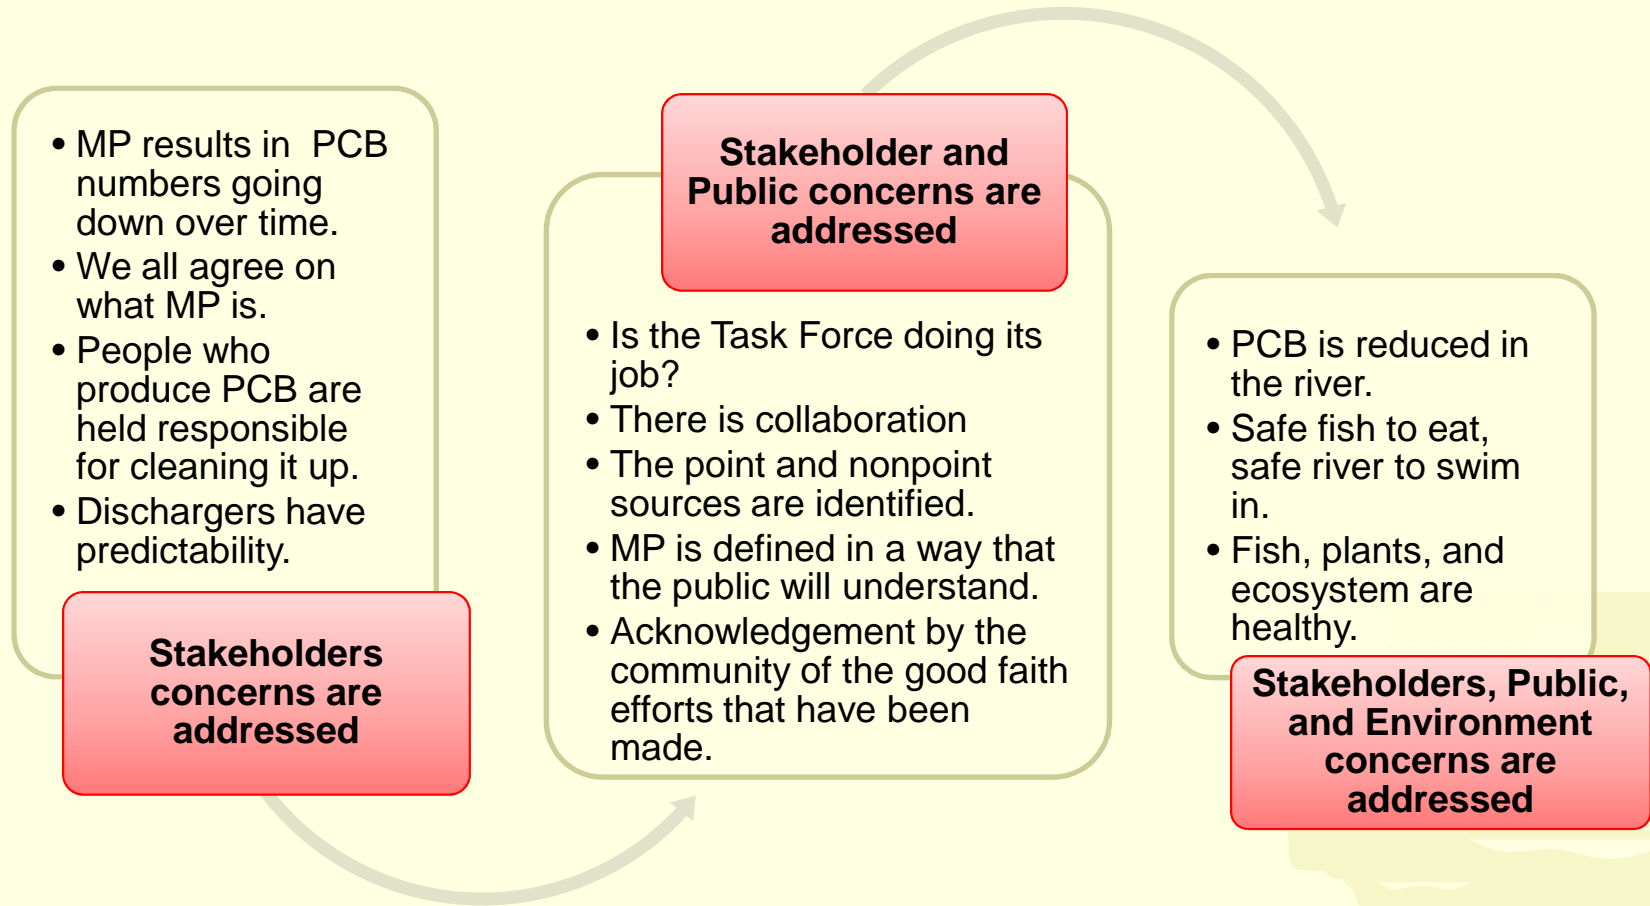 • MP results in  PCB
numbers going
down over time.
• We all agree on
what MP is.
• People who
produce PCB are
held responsible
for cleaning it up.
• Dischargers have
predictability.
Stakeholders
concerns are
addressed
Stakeholder and
Public concerns are
addressed
• Is the Task Force doing its
job?
• There is collaboration
• The point and nonpoint
sources are identified.
• MP is defined in a way that
the public will understand.
• Acknowledgement by the
community of the good faith
efforts that have been
made.
• PCB is reduced in
the river.
• Safe fish to eat,
safe river to swim
in.
• Fish, plants, and
ecosystem are
healthy.
Stakeholders, Public,
and Environment
concerns are
addressed